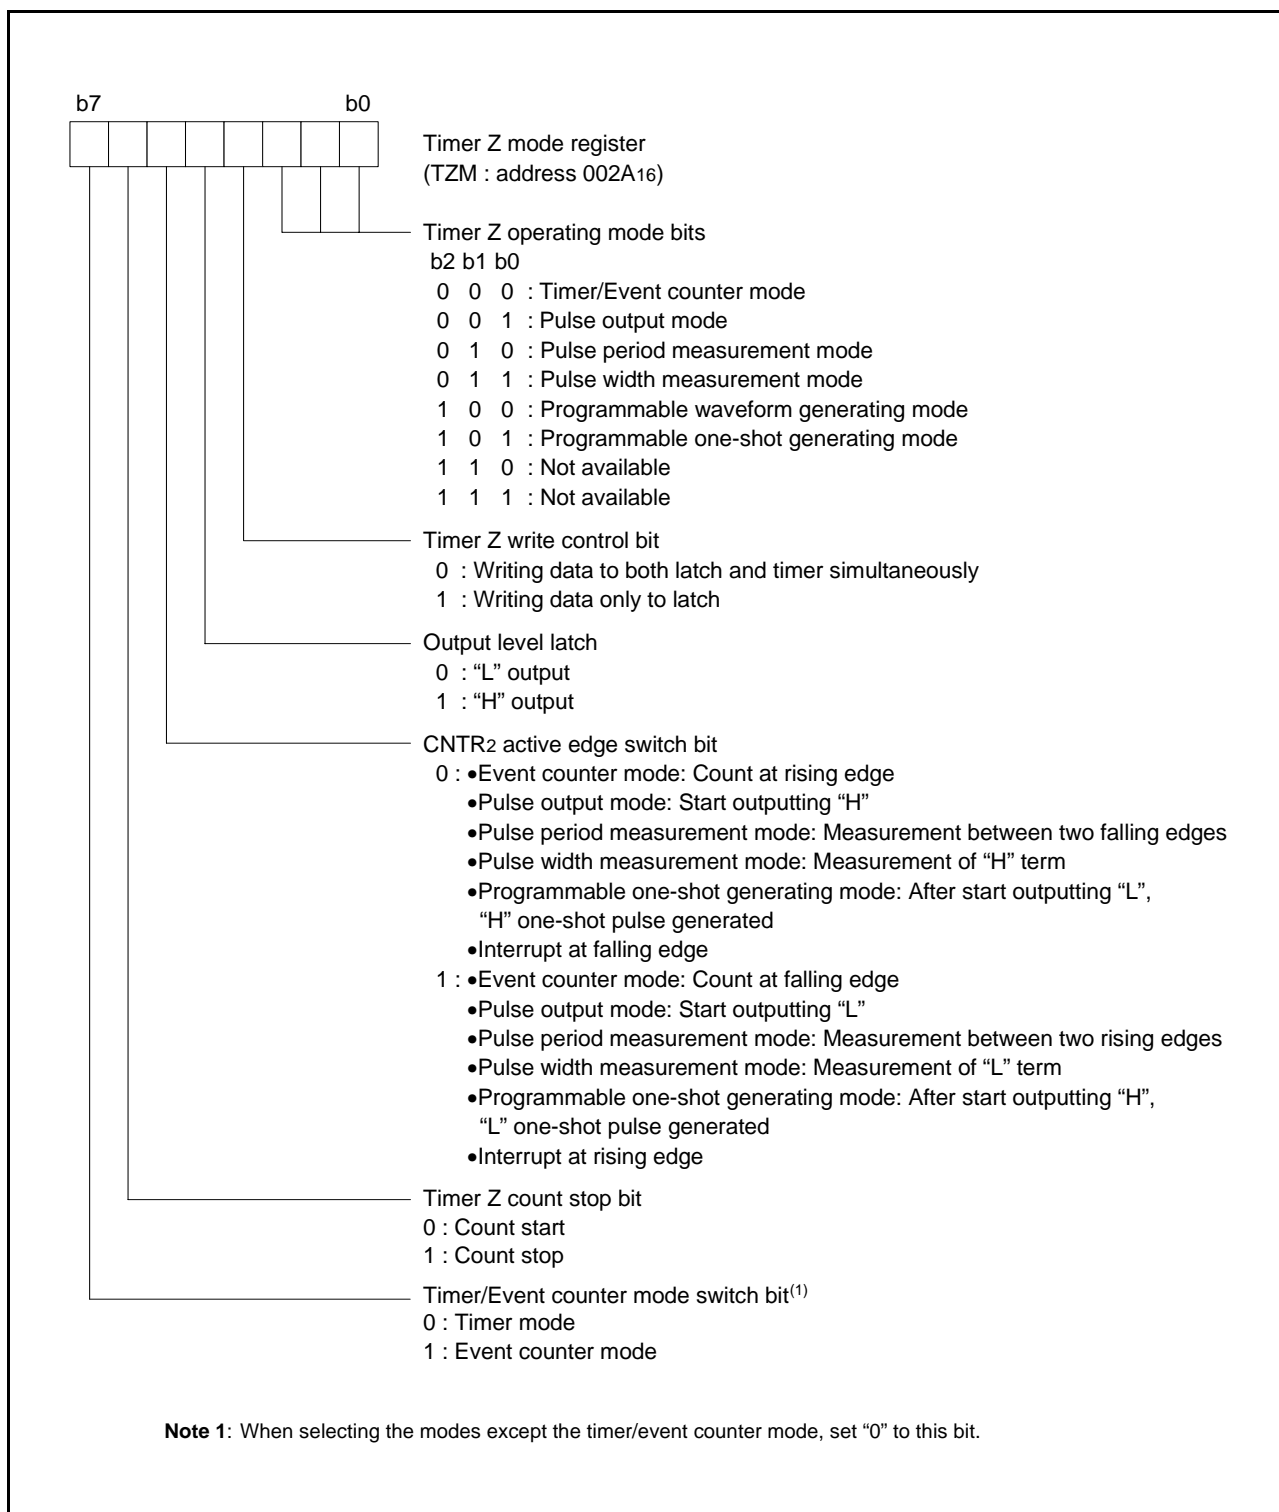 b7 b0
Timer Z mode register
(TZM : address 002A16)
Timer Z operating mode bits
b2 b1 b0
0 0 0 : Timer/Event counter mode
0 0 1 : Pulse output mode
0 1 0 : Pulse period measurement mode
0 1 1 : Pulse width measurement mode
1 0 0 : Programmable waveform generating mode
1 0 1 : Programmable one-shot generating mode
1 1 0 : Not available
1 1 1 : Not available
Timer Z write control bit
0 : Writing data to both latch and timer simultaneously
1 : Writing data only to latch
Output level latch
0 : “L” output
1 : “H” output
CNTR2 active edge switch bit
0 : •Event counter mode: Count at rising edge
•Pulse output mode: Start outputting “H”
•Pulse period measurement mode: Measurement between two falling edges
•Pulse width measurement mode: Measurement of “H” term
•Programmable one-shot generating mode: After start outputting “L”,
“H” one-shot pulse generated
•Interrupt at falling edge
1 : •Event counter mode: Count at falling edge
•Pulse output mode: Start outputting “L”
•Pulse period measurement mode: Measurement between two rising edges
•Pulse width measurement mode: Measurement of “L” term
•Programmable one-shot generating mode: After start outputting “H”,
“L” one-shot pulse generated
•Interrupt at rising edge
Timer Z count stop bit
0 : Count start
1 : Count stop
Timer/Event counter mode switch bit(1)
0 : Timer mode
1 : Event counter mode
Note 1: When selecting the modes except the timer/event counter mode, set “0” to this bit.